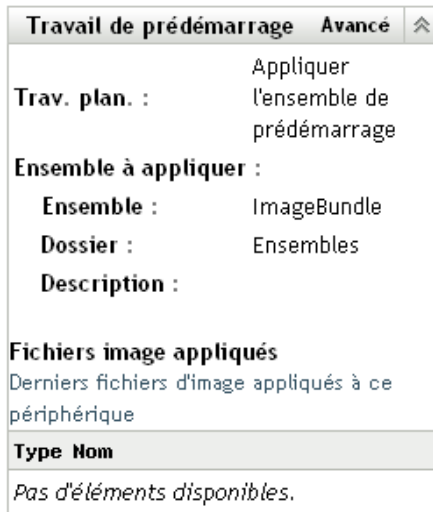 Travail de prédémarrage Avancé
Appliquer
Trav. plan. : l'ensemble de
prédémarrage
Ensemble à appliquer :
Ensemble : ImageBundle
Dossier : Ensembles
Description :
Fichiers image appliqués
Derniers fichiers d'image appliqués à ce
périphérique
Type Nom
Pas d'éléments disponibles.